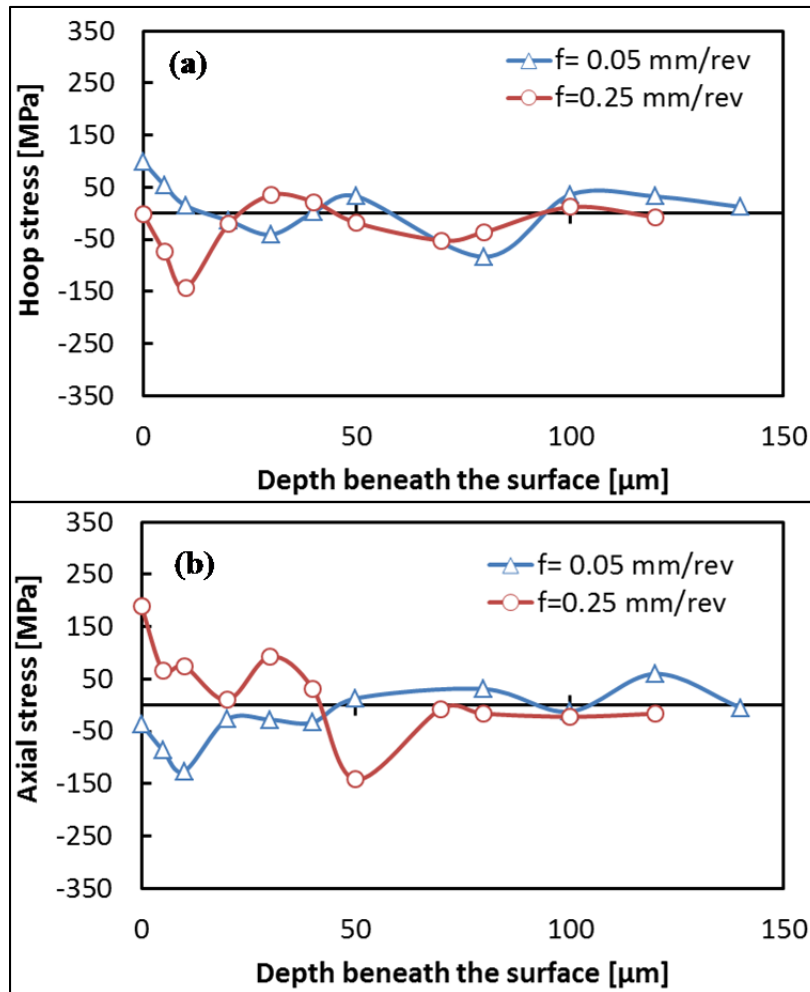 (a)
f= 0.05 mm/rev
f=0.25 mm/rev
Hoop stress [MPa]
350
250
150
50
-50
-150
-250
-350
0 50 100 150
Depth beneath the surface [µm]
(b)
f= 0.05 mm/rev
f=0.25 mm/rev
Axial stress [MPa]
350
250
150
50
-50
-150
-250
-350
0 50 100 150
Depth beneath the surface [µm]